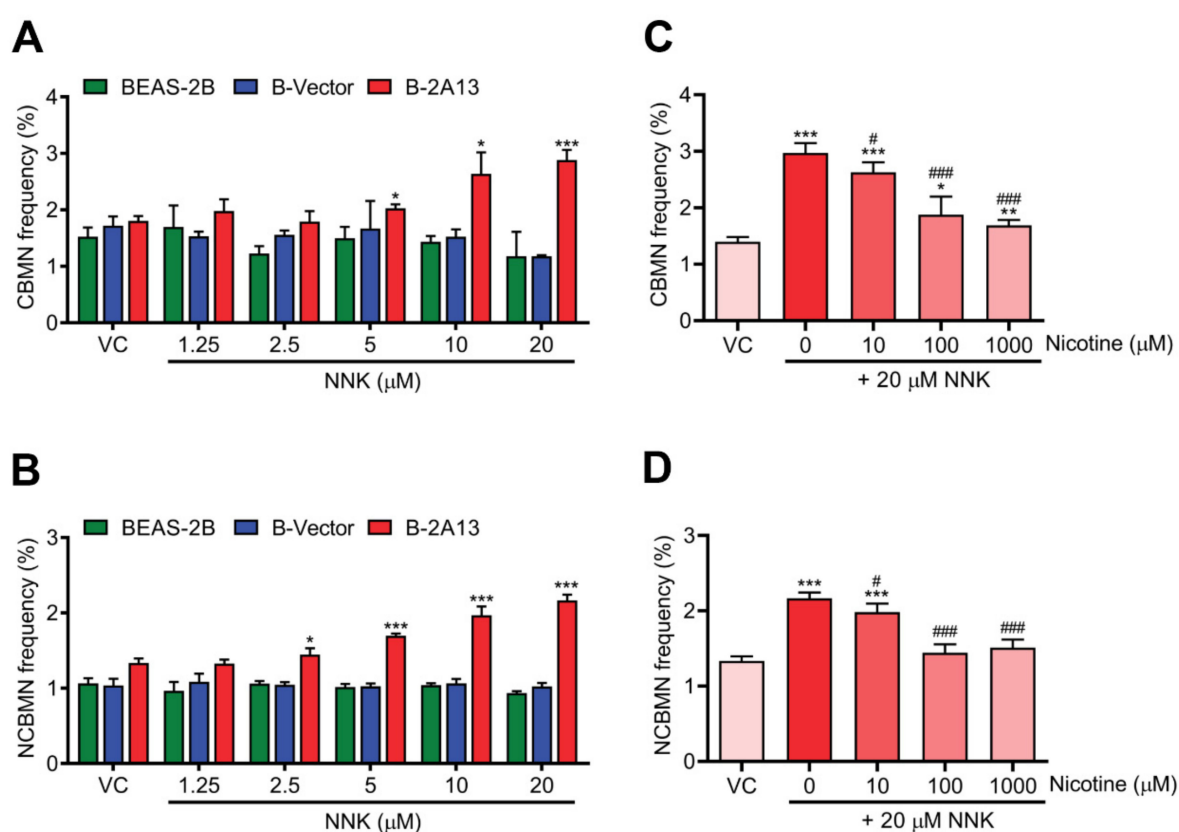 A
BEAS-2B B-Vector B-2A13
CBMN frequency (%)
4
3
2
1
0
* * ***
VC 1.25 2.5 5 10 20
NNK (μM)
B
BEAS-2B B-Vector B-2A13
NCBMN frequency (%)
3
2
1
0
* *** *** ***
VC 1.25 2.5 5 10 20
NNK (μM)
C
CBMN frequency (%)
4
3
2
1
0
*** # ### ###
*** * **
VC 0 10 100 1000 Nicotine (μM)
+ 20 μM NNK
D
NCBMN frequency (%)
3
2
1
0
*** # ### ###
***
VC 0 10 100 1000 Nicotine (μM)
+ 20 μM NNK